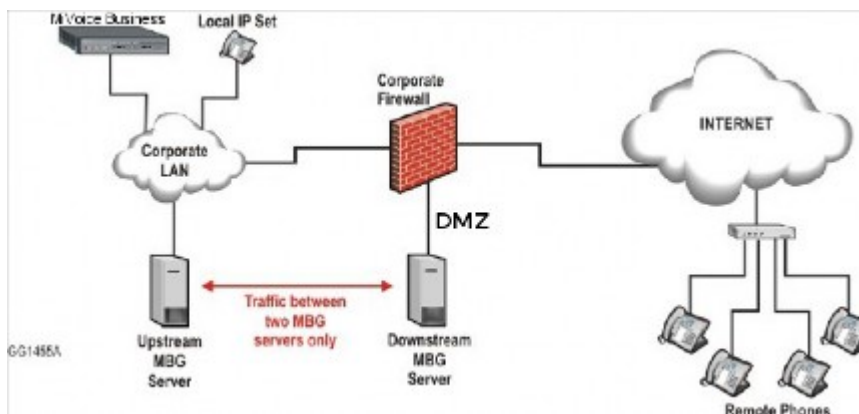 MiVoice Business
Local IP Set
Corporate
Firewall
INTERNET
Corporate
LAN
DMZ
Traffic between
two MBG
servers only
Upstream
MBG
Server
Downstream
MBG
Server
GG1455A
Remote Phones